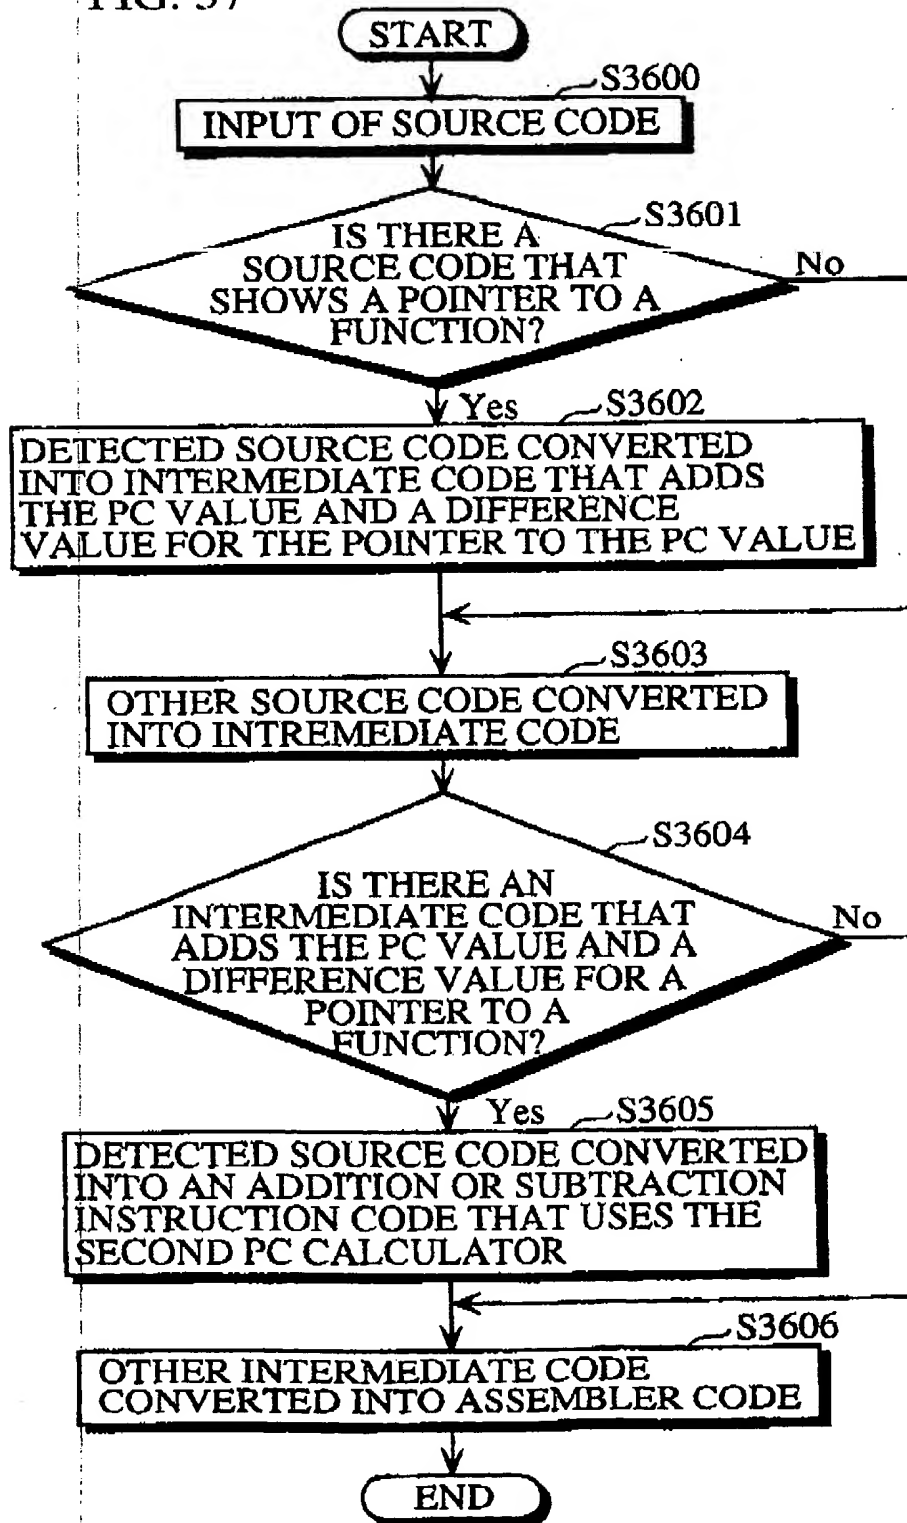 FIG. 37
START
S3600
INPUT OF SOURCE CODE
S3601
IS THERE A
SOURCE CODE THAT
SHOWS A POINTER TO A
FUNCTION?
No
Yes
S3602
DETECTED SOURCE CODE CONVERTED
INTO INTERMEDIATE CODE THAT ADDS
THE PC VALUE AND A DIFFERENCE
VALUE FOR THE POINTER TO THE PC VALUE
S3603
OTHER SOURCE CODE CONVERTED
INTO INTREMEDIATE CODE
S3604
IS THERE AN
INTERMEDIATE CODE THAT
ADDS THE PC VALUE AND A
DIFFERENCE VALUE FOR A
POINTER TO A
FUNCTION?
No
Yes
S3605
DETECTED SOURCE CODE CONVERTED
INTO AN ADDITION OR SUBTRACTION
INSTRUCTION CODE THAT USES THE
SECOND PC CALCULATOR
S3606
OTHER INTERMEDIATE CODE
CONVERTED INTO ASSEMBLER CODE
END